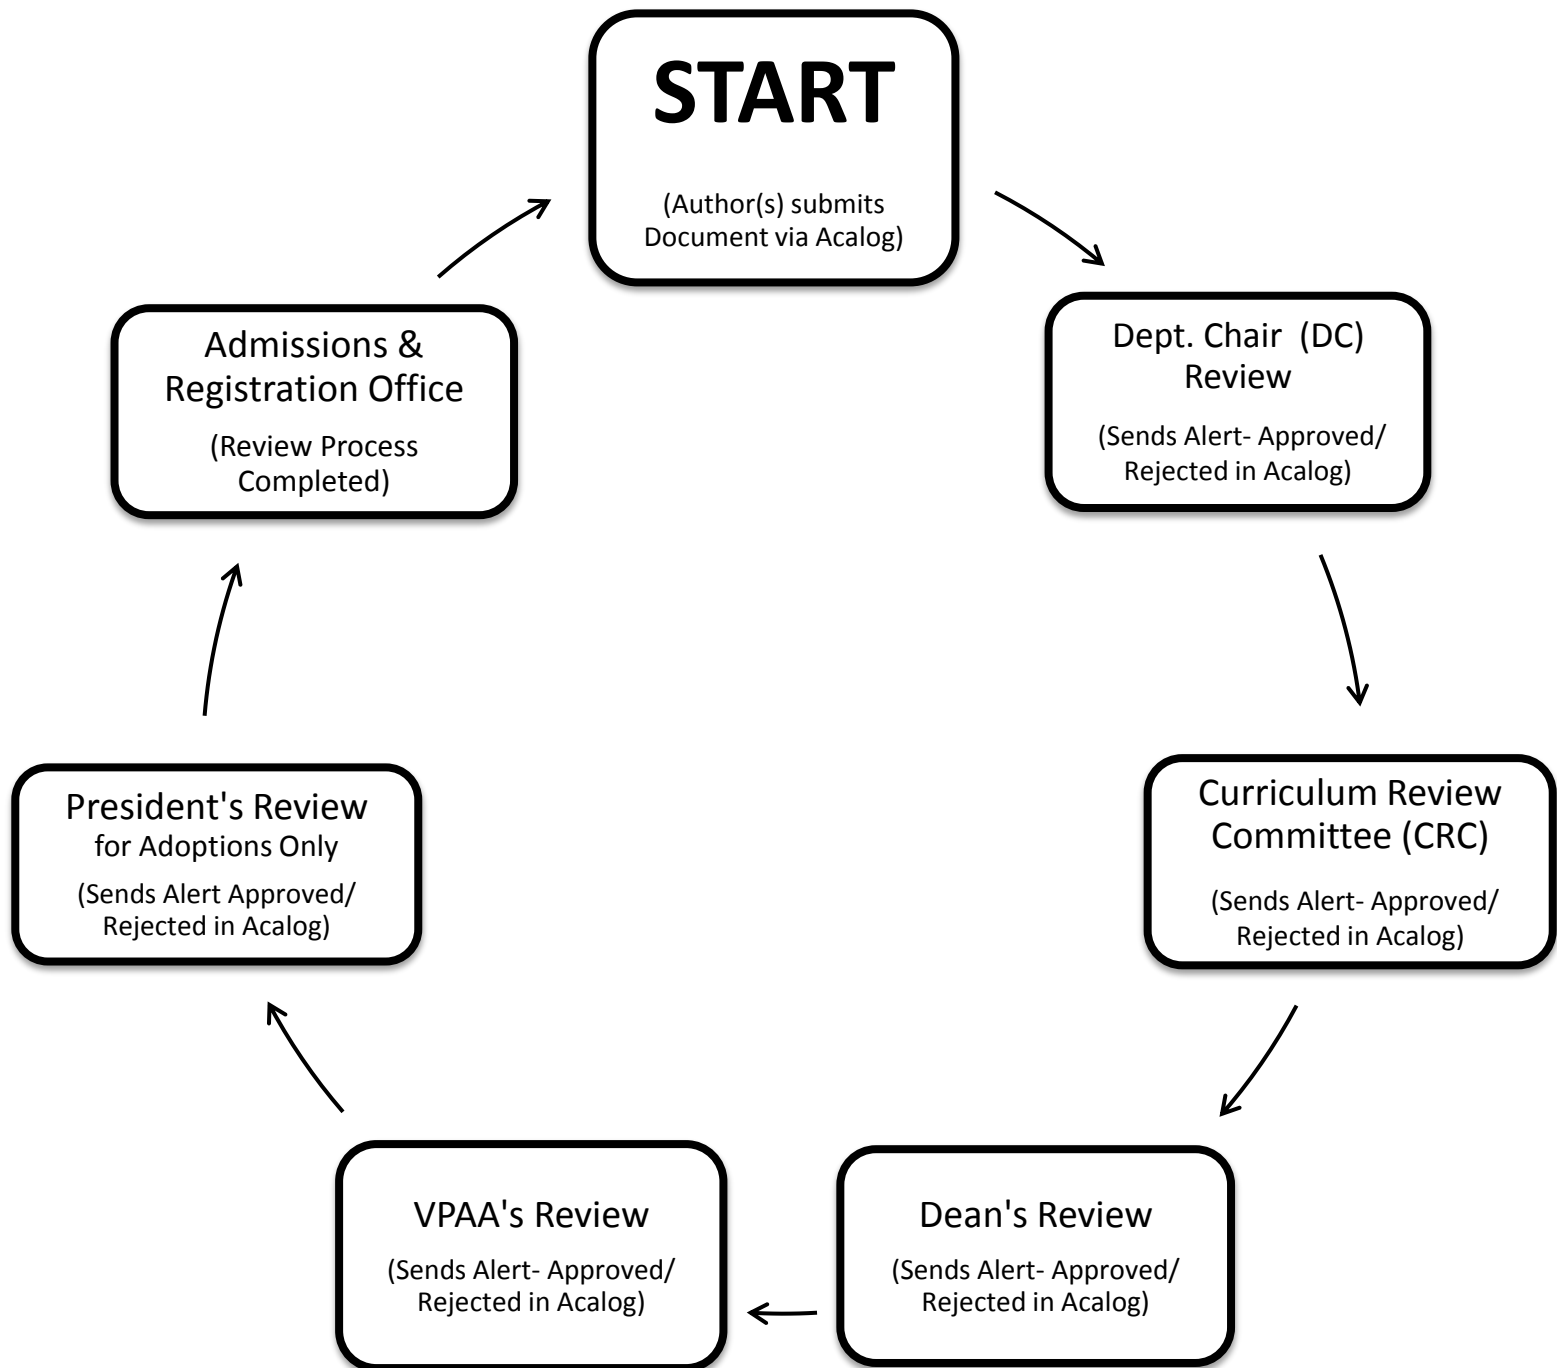 START
(Author(s) submits
Document via Acalog)
Dept. Chair  (DC)
Review
(Sends Alert- Approved/
Rejected in Acalog)
Curriculum Review
Committee (CRC)
(Sends Alert- Approved/
Rejected in Acalog)
Dean's Review
(Sends Alert- Approved/
Rejected in Acalog)
VPAA's Review
(Sends Alert- Approved/
Rejected in Acalog)
President's Review
for Adoptions Only
(Sends Alert Approved/
Rejected in Acalog)
Admissions &
Registration Office
(Review Process
Completed)